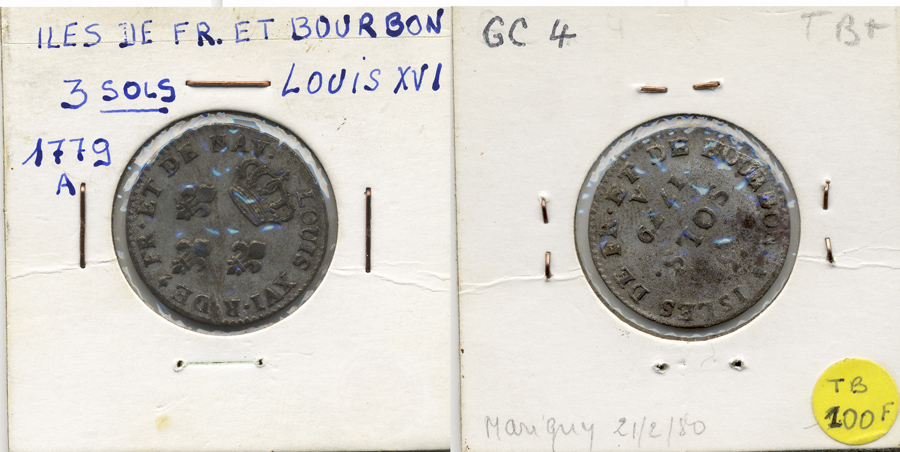 ILES DE FR. ET BOURBON
3 SOLS LOUIS XVI
1779
A
LOUIS XVI·R·DE FR·ET DE NAV·
GC 4
TB+
ISLES DE FR·ET DE BOURBON
3 SOLS
1779
Marigny 21/2/80
TB
100F